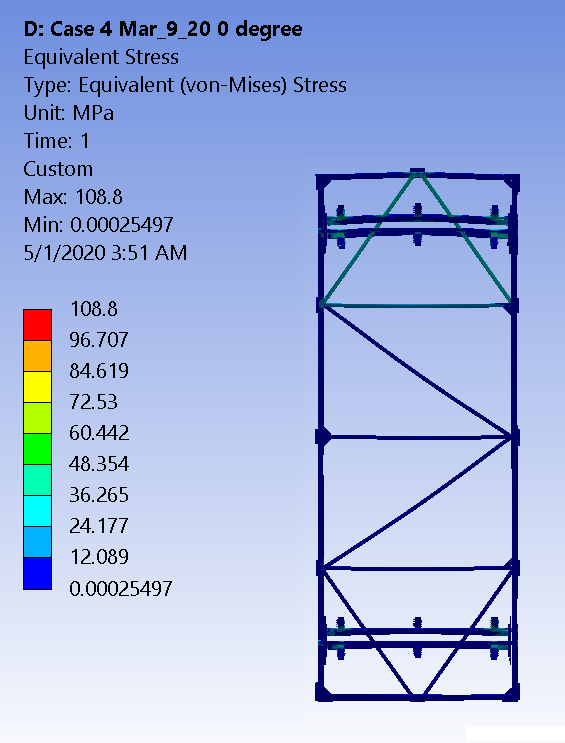 D: Case 4 Mar_9_20 0 degree
Equivalent Stress
Type: Equivalent (von-Mises) Stress
Unit: MPa
Time: 1
Custom
Max: 108.8
Min: 0.00025497
5/1/2020 3:51 AM
108.8
96.707
84.619
72.53
60.442
48.354
36.265
24.177
12.089
0.00025497